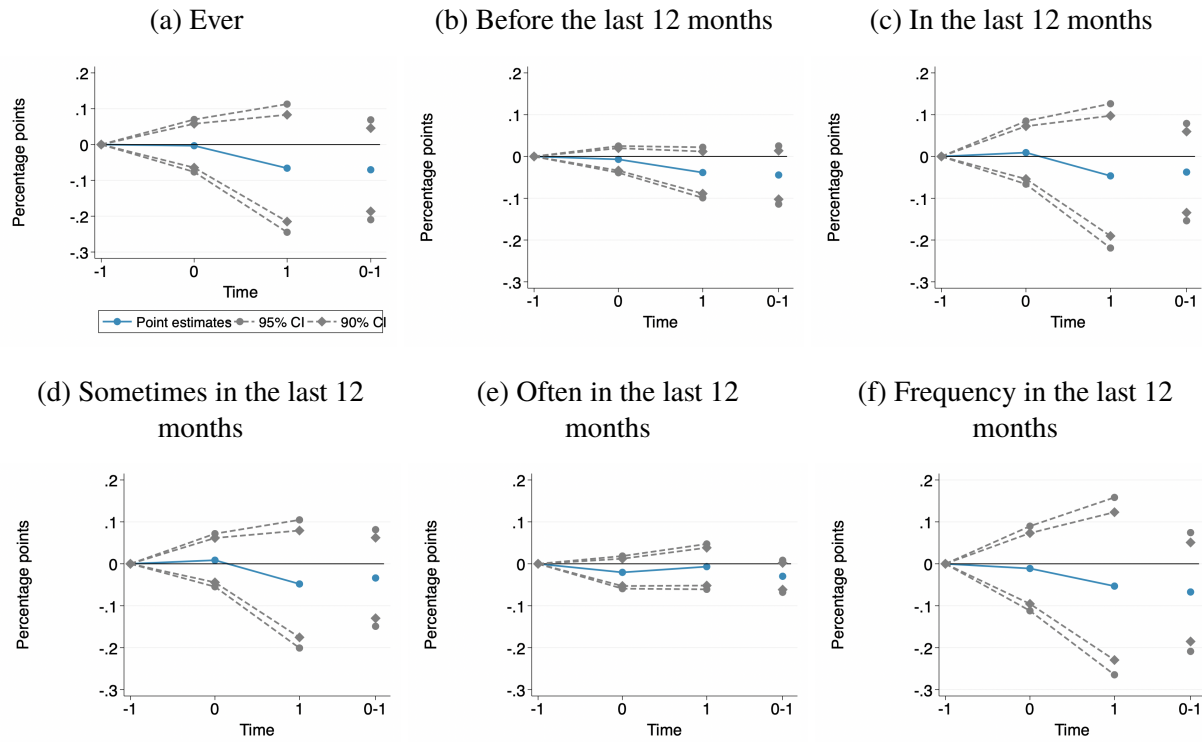 (a) Ever
(b) Before the last 12 months
(c) In the last 12 months
Percentage points
.2
.1
0
-.1
-.2
-.3
-1
0
1
0-1
Time
Point estimates
95% CI
90% CI
Percentage points
.2
.1
0
-.1
-.2
-.3
-1
0
1
0-1
Time
Percentage points
.2
.1
0
-.1
-.2
-.3
-1
0
1
0-1
Time
(d) Sometimes in the last 12
months
(e) Often in the last 12
months
(f) Frequency in the last 12
months
Percentage points
.2
.1
0
-.1
-.2
-.3
-1
0
1
0-1
Time
Percentage points
.2
.1
0
-.1
-.2
-.3
-1
0
1
0-1
Time
Percentage points
.2
.1
0
-.1
-.2
-.3
-1
0
1
0-1
Time